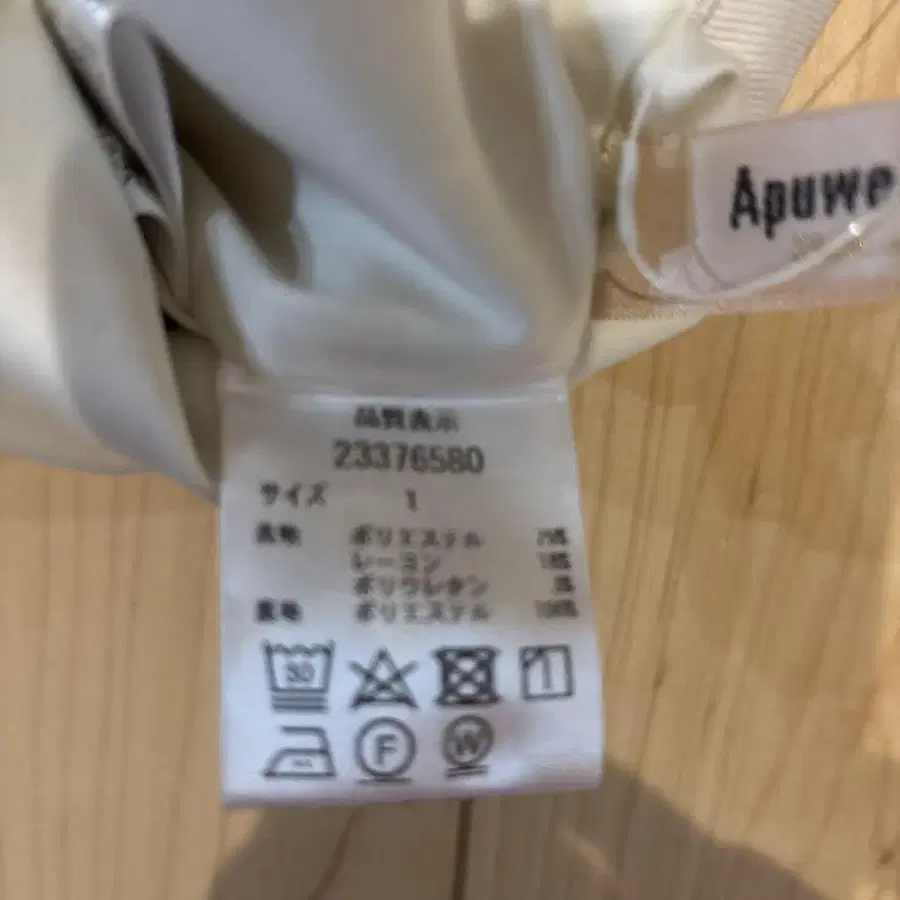 Apuwe
品質表示
23376580
サイズ 1
表地 ポリエステル
レーヨン
ポリウレタン
裏地 ポリエステル 100%
30
F
W